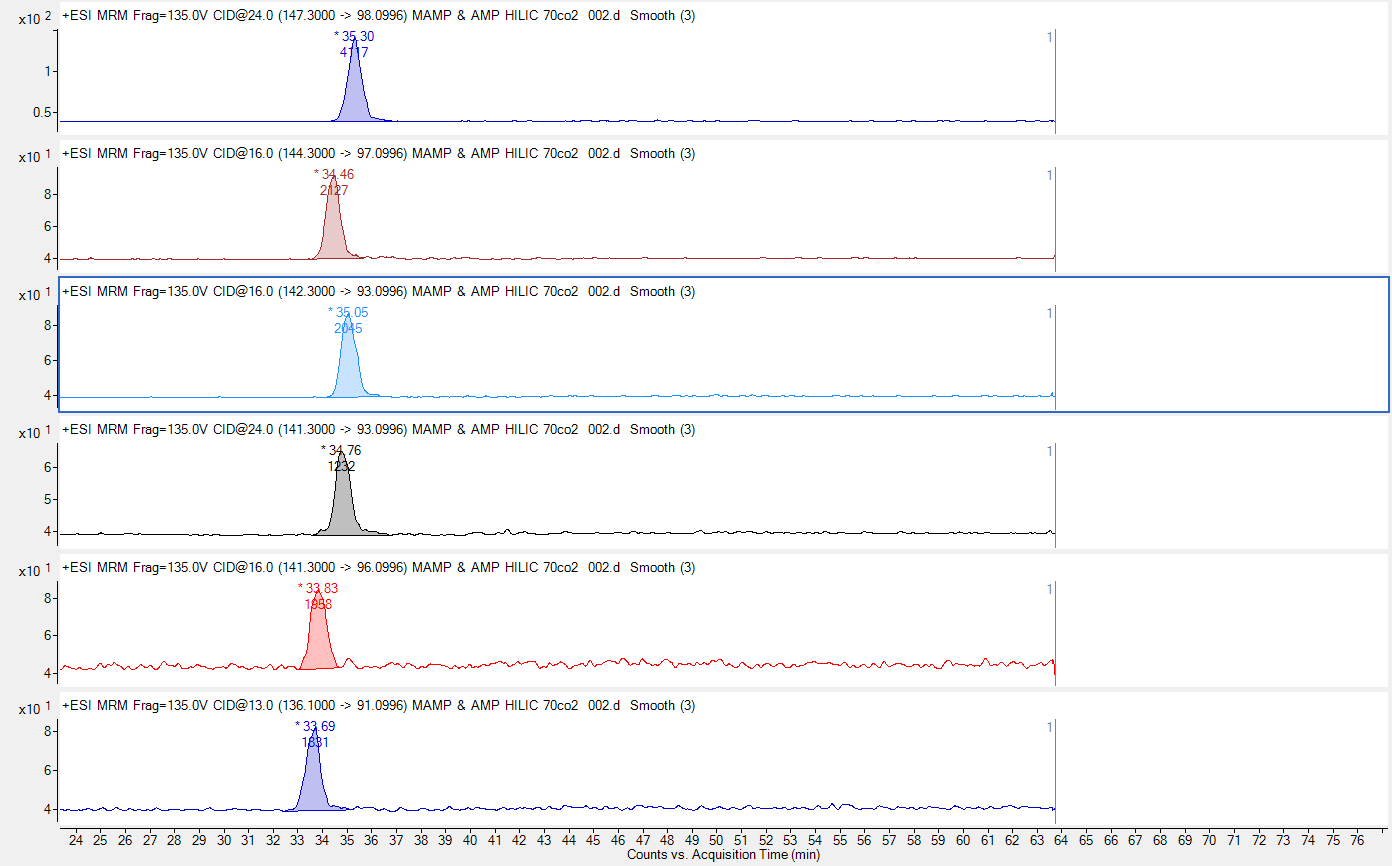 x10 2 +ESI MRM Frag=135.0V CID@24.0 (147.3000 -> 98.0996) MAMP & AMP HILIC 70co2 002.d Smooth (3)
* 35.30 1
4117
1
0.5
x10 1 +ESI MRM Frag=135.0V CID@16.0 (144.3000 -> 97.0996) MAMP & AMP HILIC 70co2 002.d Smooth (3)
* 34.46 1
8 2127
6
4
x10 1 +ESI MRM Frag=135.0V CID@16.0 (142.3000 -> 93.0996) MAMP & AMP HILIC 70co2 002.d Smooth (3)
* 35.05 1
8 2045
6
4
x10 1 +ESI MRM Frag=135.0V CID@24.0 (141.3000 -> 93.0996) MAMP & AMP HILIC 70co2 002.d Smooth (3)
* 34.76 1
6 1232
5
4
x10 1 +ESI MRM Frag=135.0V CID@16.0 (141.3000 -> 96.0996) MAMP & AMP HILIC 70co2 002.d Smooth (3)
* 33.83 1
8 1958
6
4
x10 1 +ESI MRM Frag=135.0V CID@13.0 (136.1000 -> 91.0996) MAMP & AMP HILIC 70co2 002.d Smooth (3)
* 33.69 1
8 1831
6
4
24 25 26 27 28 29 30 31 32 33 34 35 36 37 38 39 40 41 42 43 44 45 46 47 48 49 50 51 52 53 54 55 56 57 58 59 60 61 62 63 64 65 66 67 68 69 70 71 72 73 74 75 76
Counts vs. Acquisition Time (min)